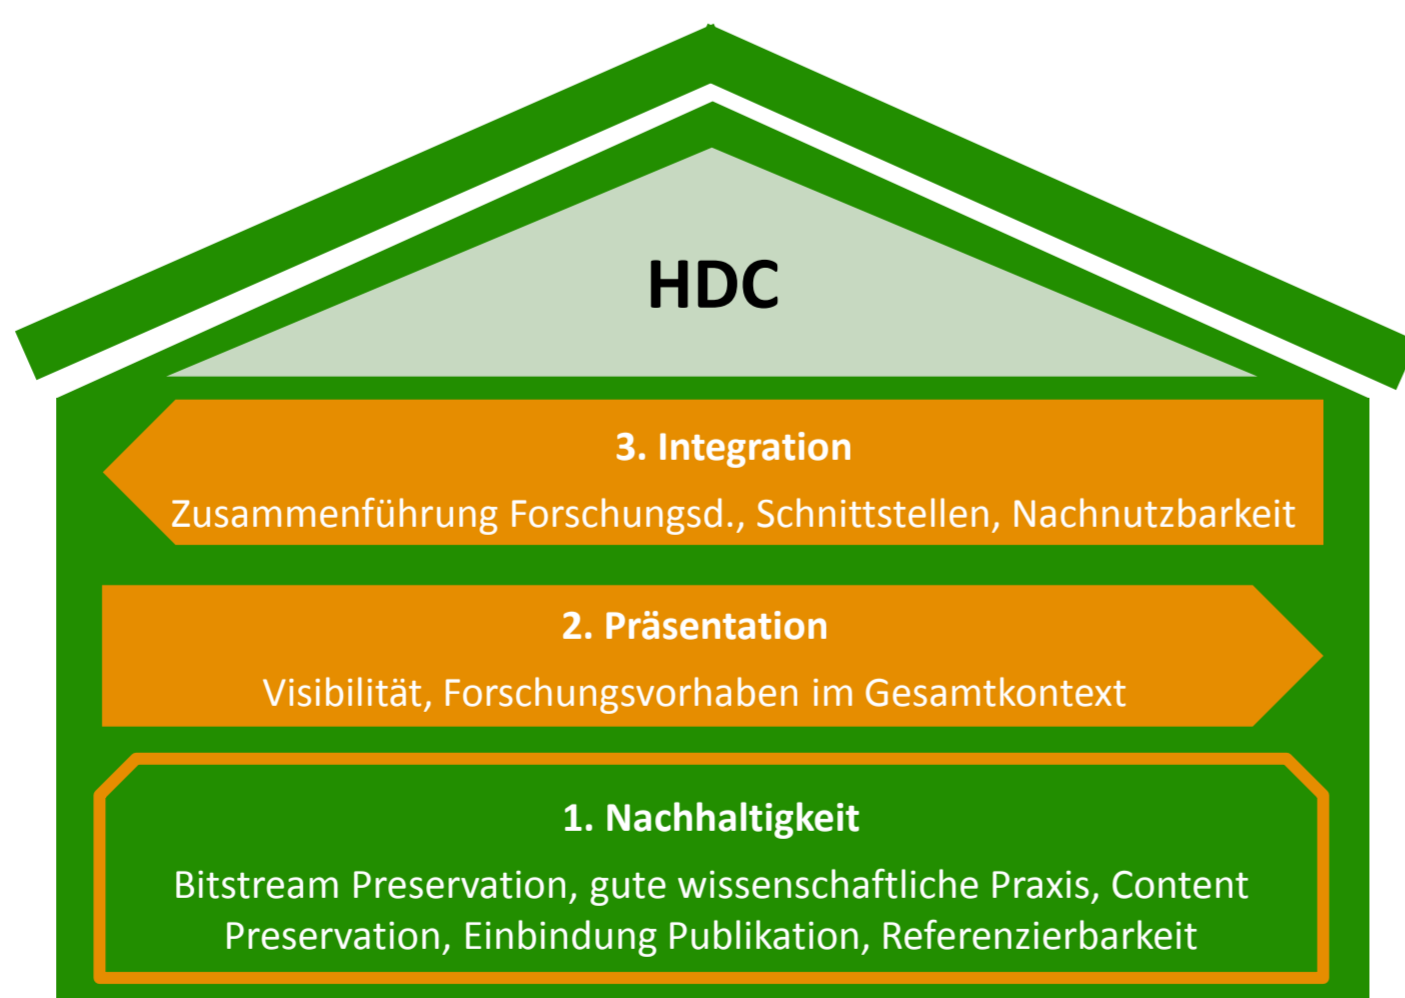 HDC
3. Integration
Zusammenführung Forschungsd., Schnittstellen, Nachnutzbarkeit
2. Präsentation
Visibilität, Forschungsvorhaben im Gesamtkontext
1. Nachhaltigkeit
Bitstream Preservation, gute wissenschaftliche Praxis, Content
Preservation, Einbindung Publikation, Referenzierbarkeit